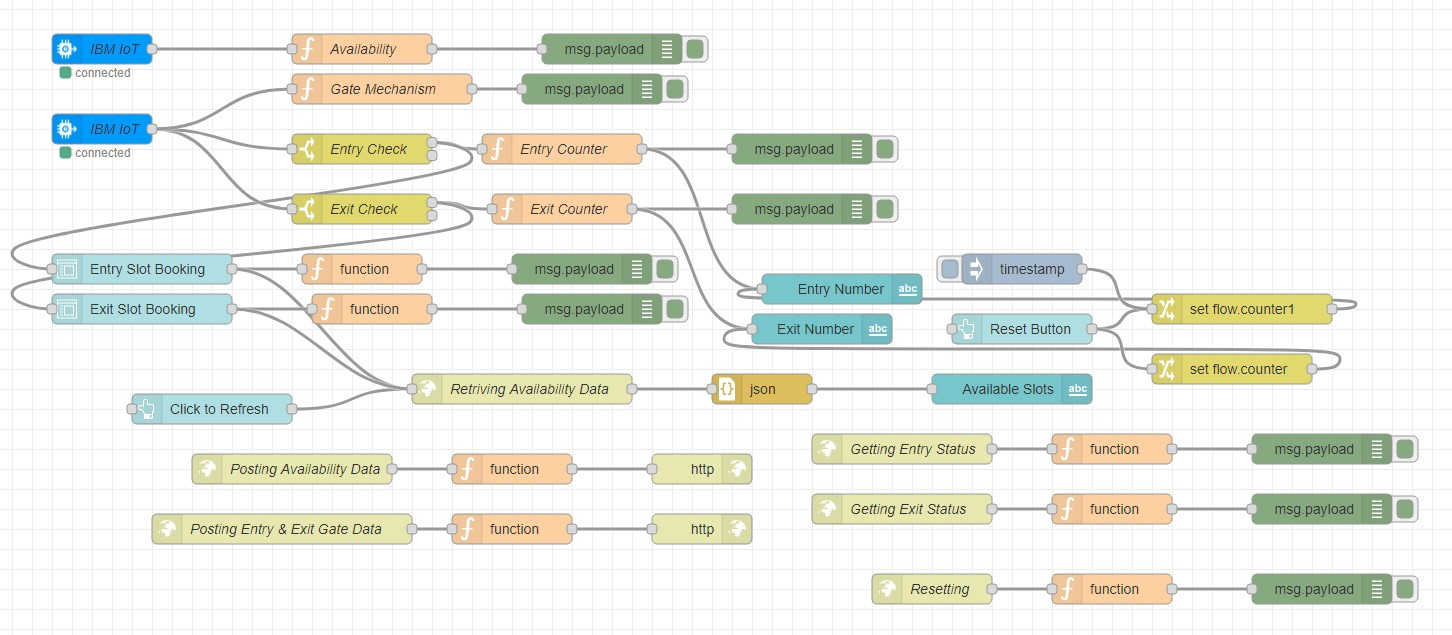 IBM IoT
Availability
msg.payload
connected
Gate Mechanism
msg.payload
IBM IoT
connected
Entry Check
Entry Counter
msg.payload
Exit Check
Exit Counter
msg.payload
Entry Slot Booking
function
msg.payload
timestamp
Entry Number
abc
Exit Slot Booking
function
msg.payload
set flow.counter1
Exit Number
abc
Reset Button
set flow.counter
Retriving Availability Data
json
Available Slots
abc
Click to Refresh
Getting Entry Status
function
msg.payload
Posting Availability Data
function
http
Getting Exit Status
function
msg.payload
Posting Entry & Exit Gate Data
function
http
Resetting
function
msg.payload